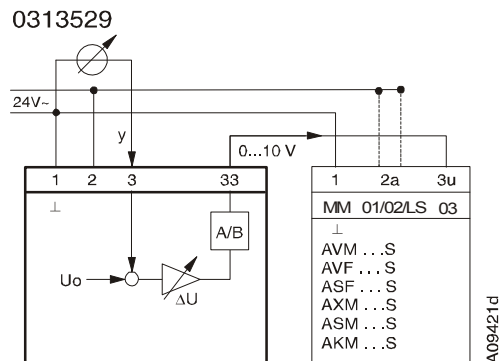 0313529
24V~
y
0...10 V
1 2 3 33
1 2a 3u
⊥
MM 01/02/LS 03
A/B
⊥
AVM ...S
AVF ...S
ASF ...S
AXM ...S
ASM ...S
AKM ...S
Uo
ΔU
A09421d